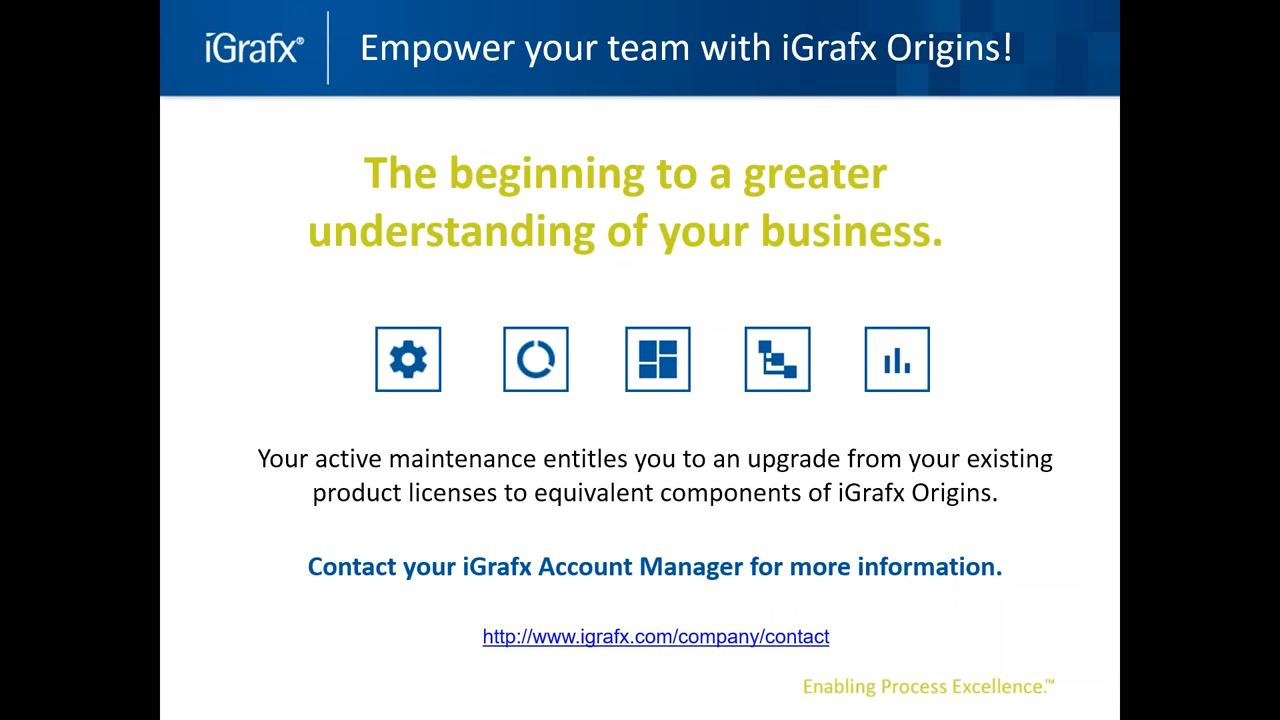 iGrafx® Empower your team with iGrafx Origins!
The beginning to a greater
understanding of your business.
Your active maintenance entitles you to an upgrade from your existing
product licenses to equivalent components of iGrafx Origins.
Contact your iGrafx Account Manager for more information.
http://www.igrafx.com/company/contact
Enabling Process Excellence.™